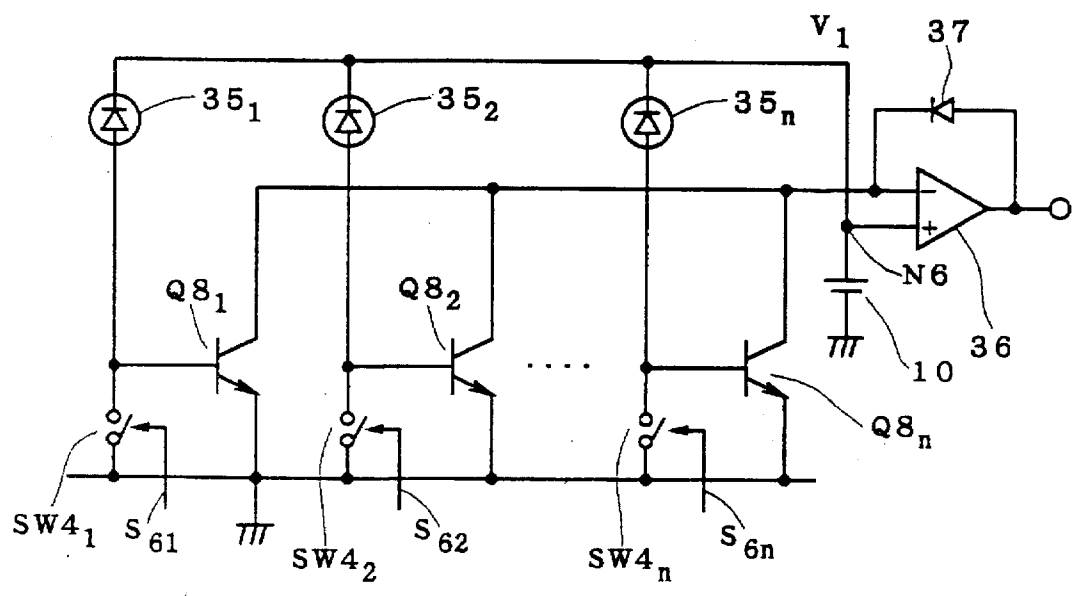 V₁
37
35₁
35₂
35ₙ
−
+
N6
Q8₁
Q8₂
36
10
Q8ₙ
SW4₁
S₆₁
SW4₂
S₆₂
SW4ₙ
S₆ₙ